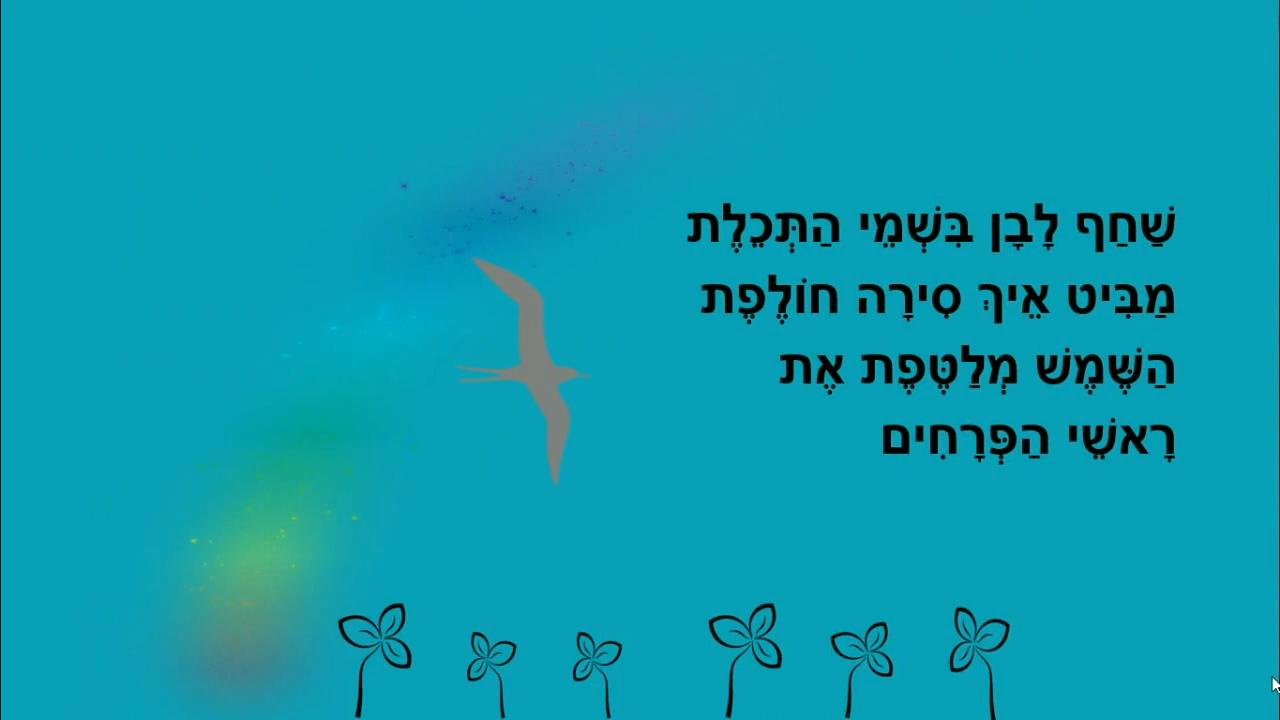 שַׁחַף לָבָן בִּשְׁמֵי הַתְּכֵלֶת
מַבִּיט אֵיךְ סִירָה חוֹלֶפֶת
הַשֶּׁמֶשׁ מְלַטֶּפֶת אֶת
רָאשֵׁי הַפְּרָחִים